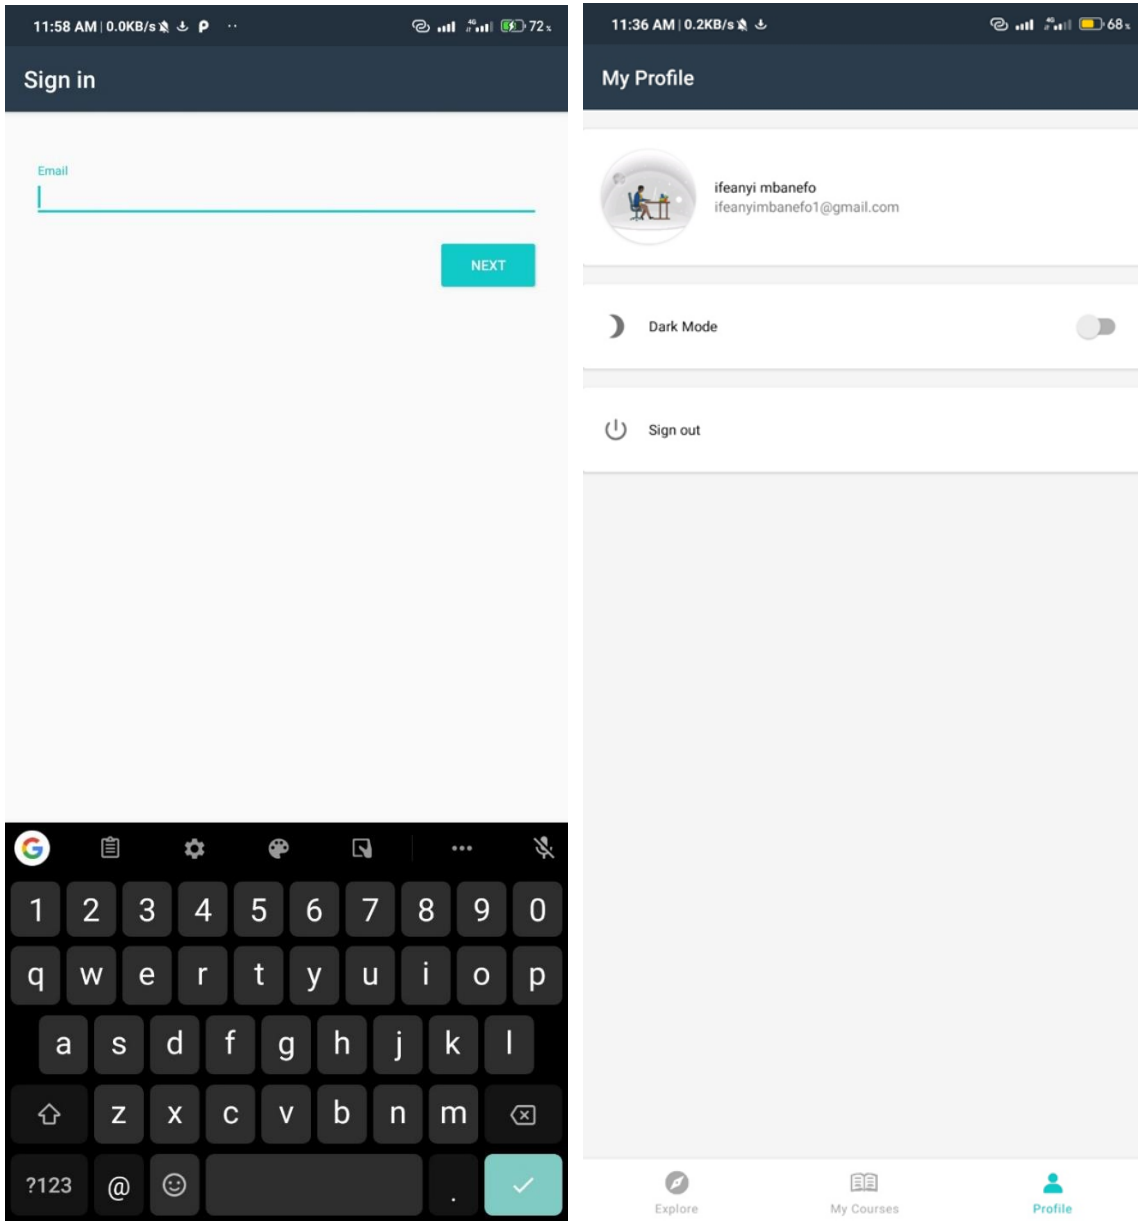 11:58 AM | 0.0KB/s
4G
72%
Sign in
Email
NEXT
1 2 3 4 5 6 7 8 9 0
q w e r t y u i o p
a s d f g h j k l
z x c v b n m
?123 @ .
11:36 AM | 0.2KB/s
4G
68%
My Profile
ifeanyi mbanefo
ifeanyimbanefo1@gmail.com
Dark Mode
Sign out
Explore
My Courses
Profile